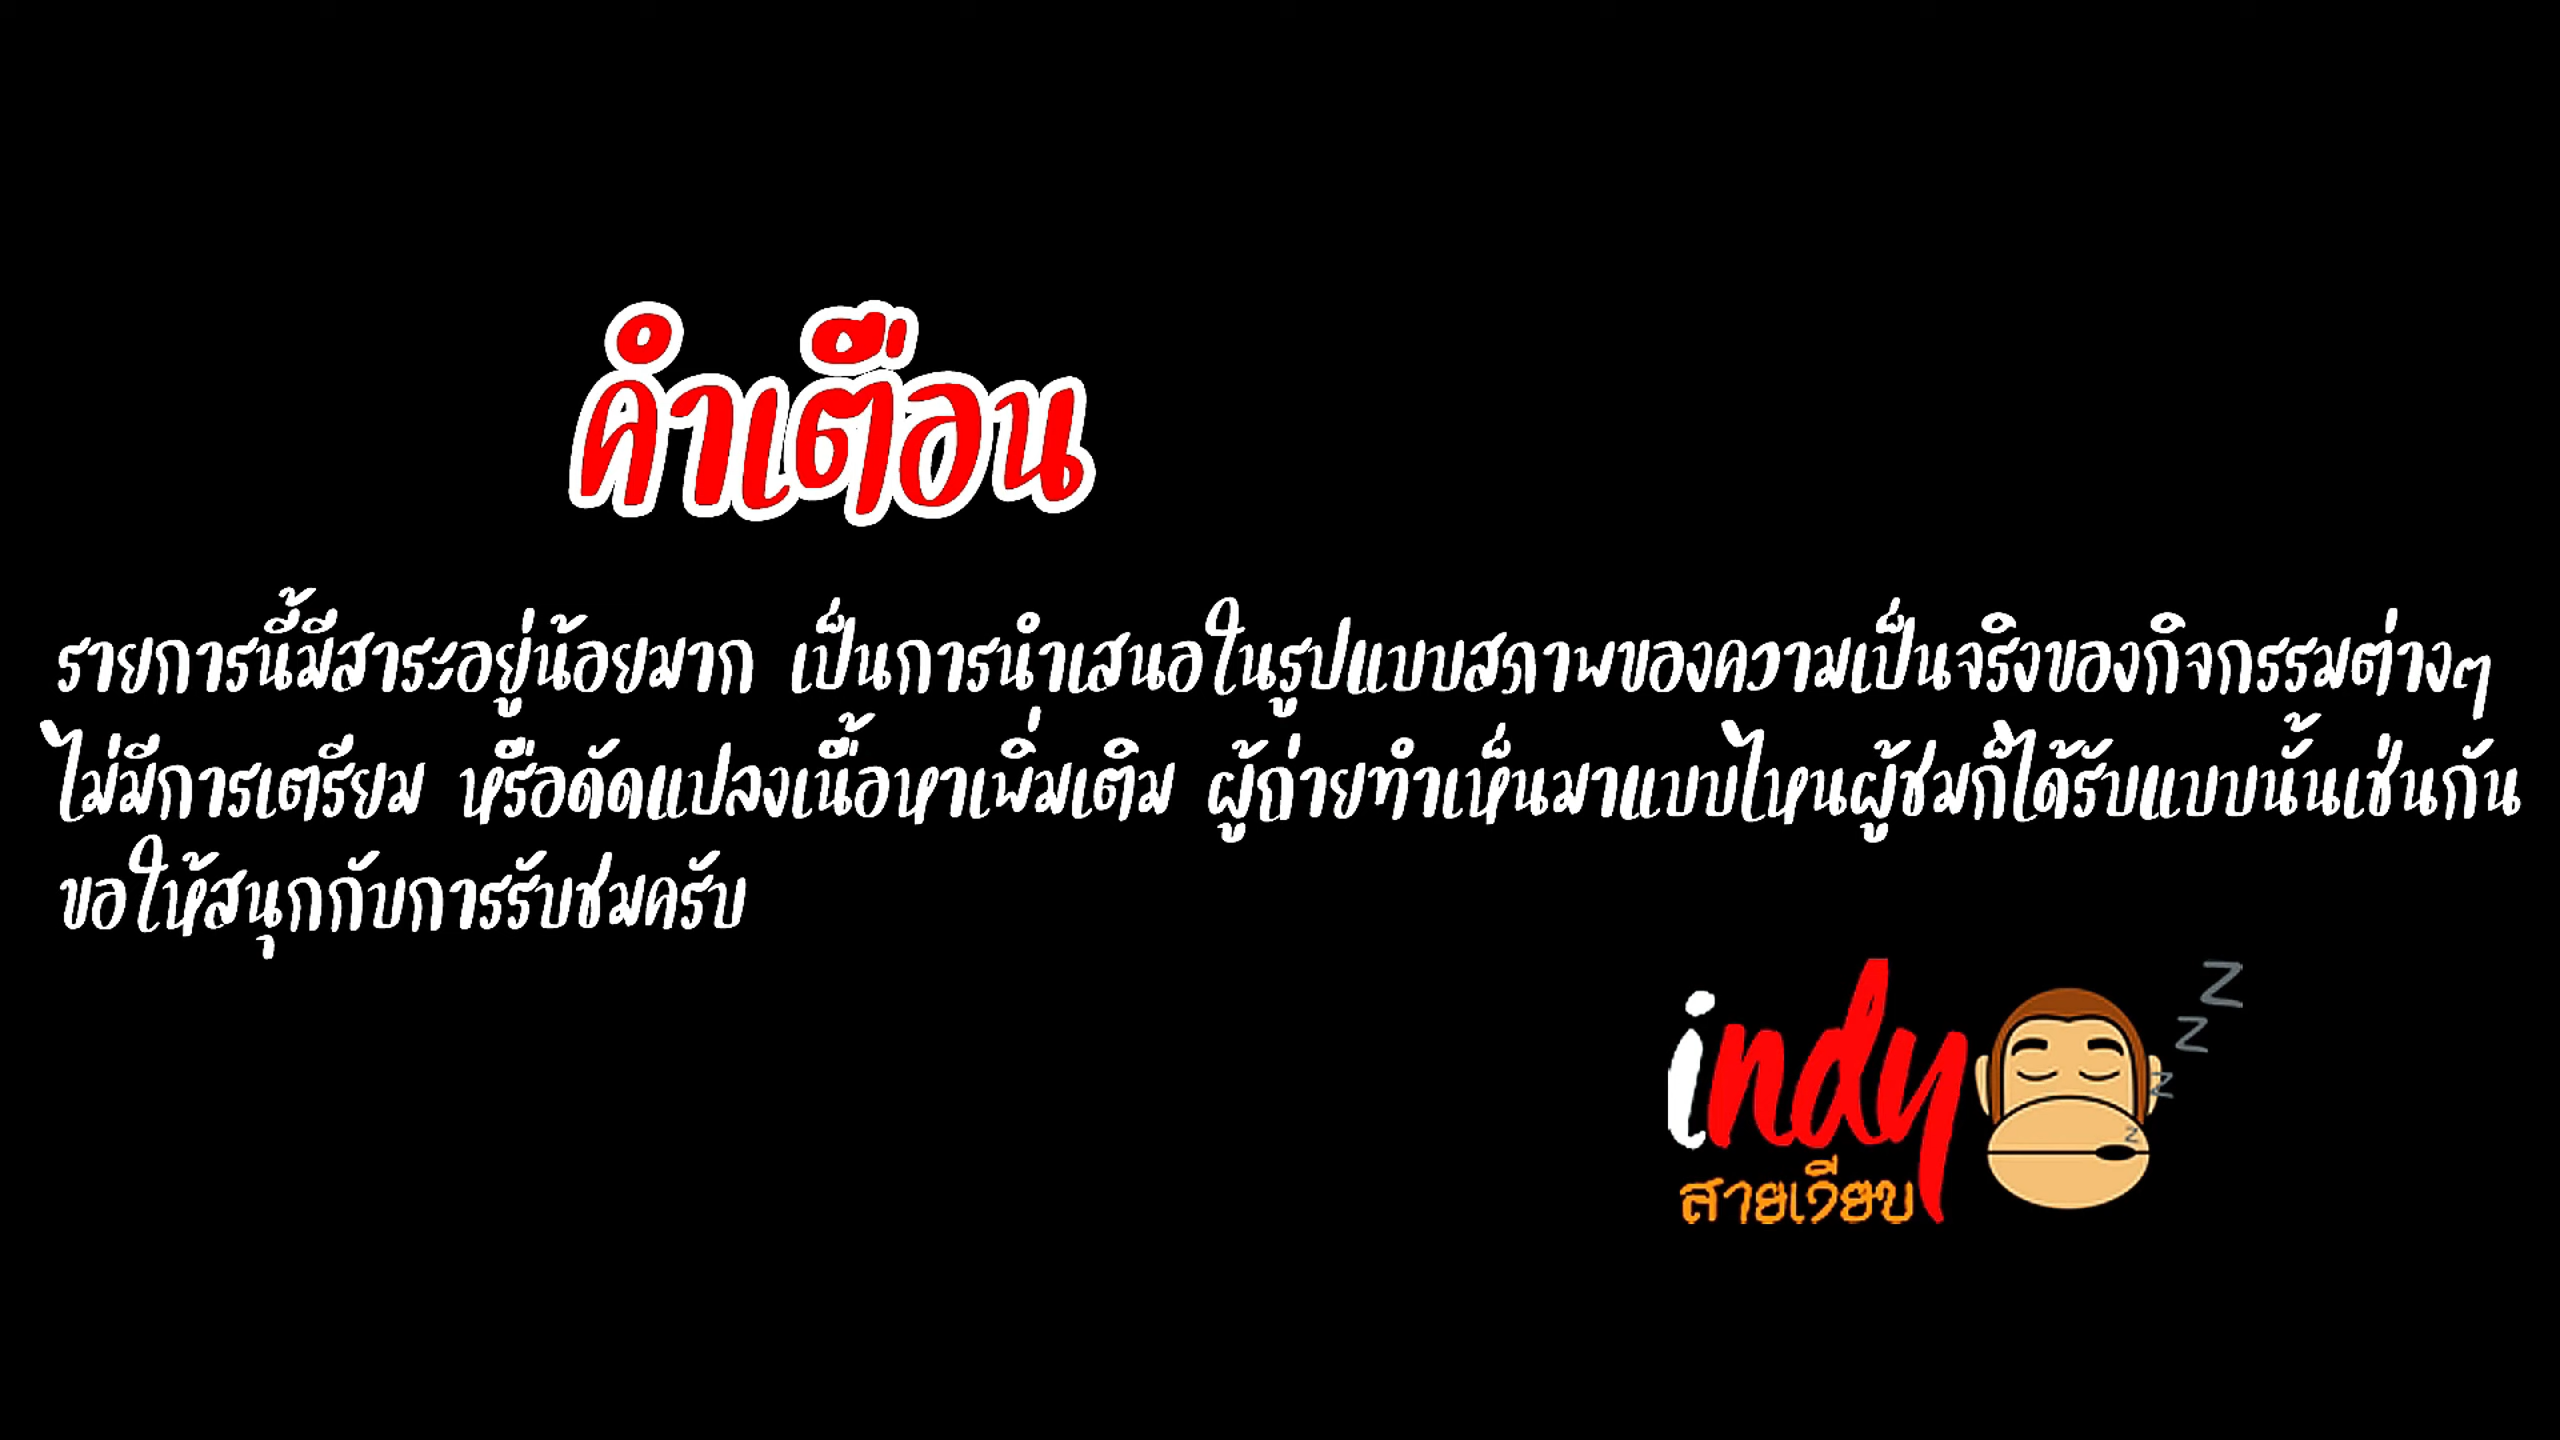 คำเตือน
รายการนี้มีสาระอยู่น้อยมาก เป็นการนำเสนอในรูปแบบสภาพของความเป็นจริงของกิจกรรมต่างๆ
ไม่มีการเตรียม หรือดัดแปลงเนื้อหาเพิ่มเติม ผู้ถ่ายทำเห็นมาแบบไหนผู้ชมก็ได้รับแบบนั้นเช่นกัน
ขอให้สนุกกับการรับชมครับ
indy
สายเงียบ
z
z
z
z